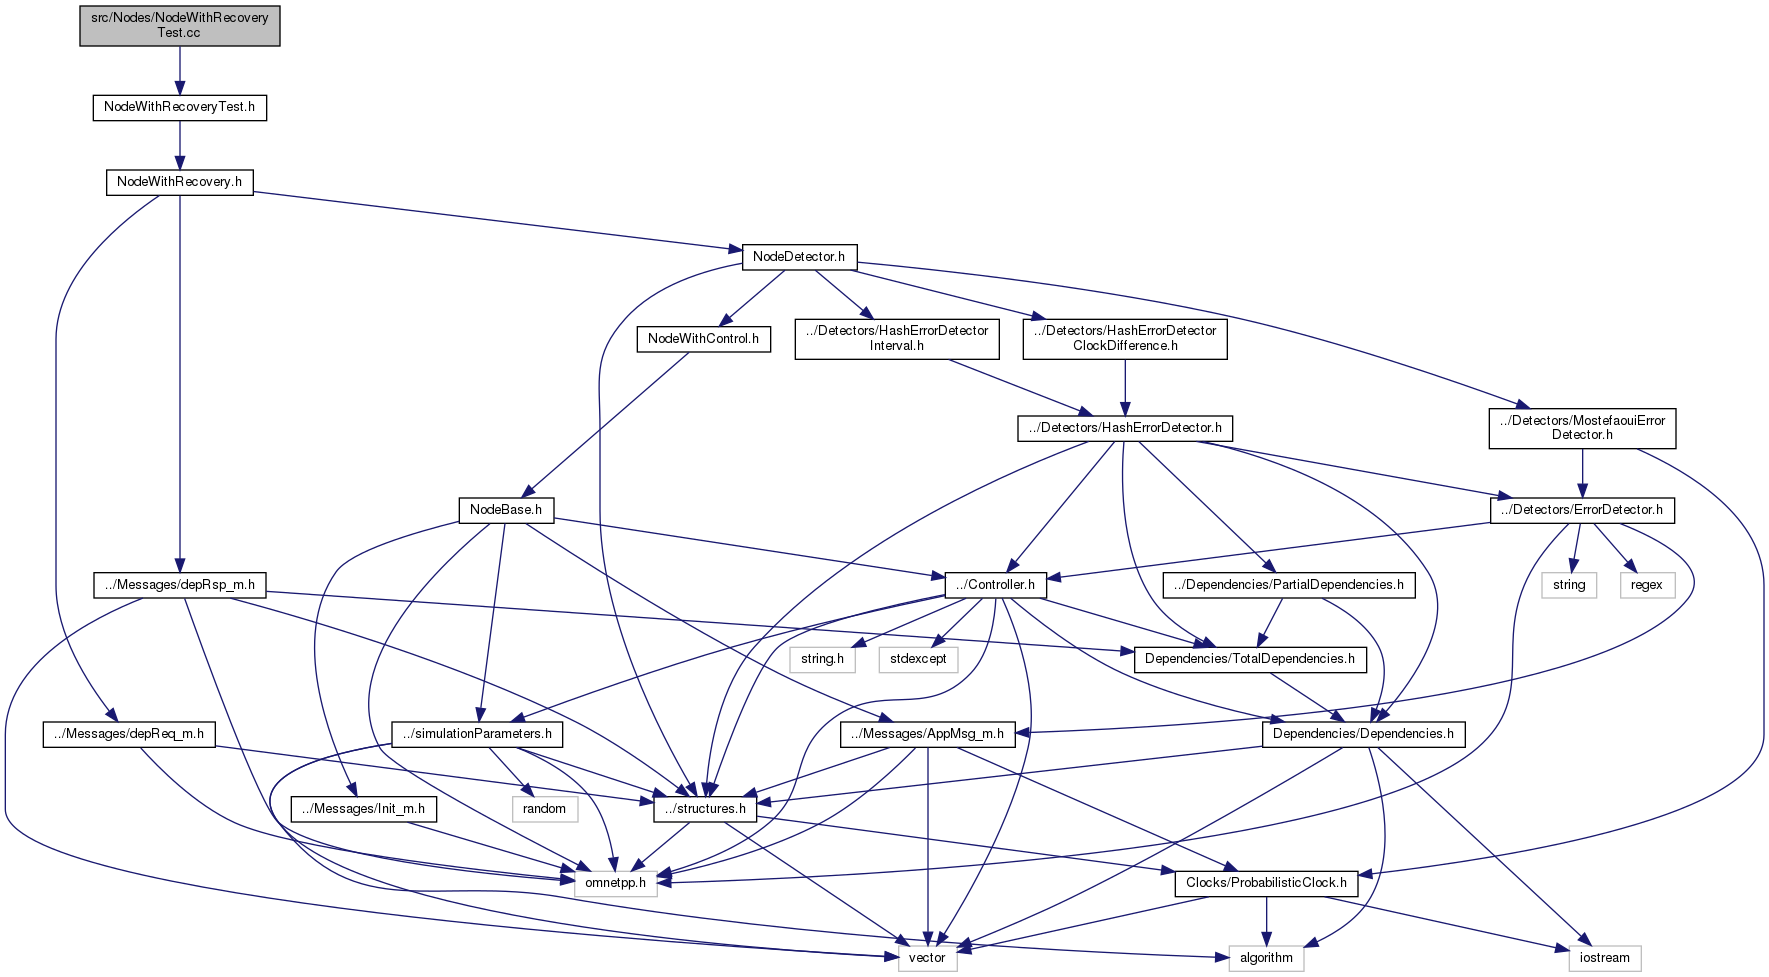 src/Nodes/NodeWithRecovery
Test.cc
NodeWithRecoveryTest.h
NodeWithRecovery.h
NodeDetector.h
NodeWithControl.h
../Detectors/HashErrorDetector
Interval.h
../Detectors/HashErrorDetector
ClockDifference.h
../Detectors/HashErrorDetector.h
../Detectors/MostefaouiError
Detector.h
NodeBase.h
../Detectors/ErrorDetector.h
../Messages/depRsp_m.h
../Controller.h
../Dependencies/PartialDependencies.h
string
regex
string.h
stdexcept
Dependencies/TotalDependencies.h
../Messages/depReq_m.h
../simulationParameters.h
../Messages/AppMsg_m.h
Dependencies/Dependencies.h
../Messages/Init_m.h
random
../structures.h
omnetpp.h
Clocks/ProbabilisticClock.h
vector
algorithm
iostream